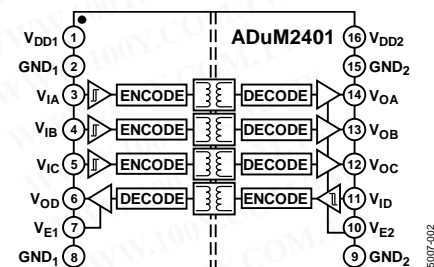 ADuM2401
VDD1 1
16 VDD2
GND1 2
15 GND2
VIA 3 ENCODE DECODE 14 VOA
VIB 4 ENCODE DECODE 13 VOB
VIC 5 ENCODE DECODE 12 VOC
VOD 6 DECODE ENCODE 11 VID
VE1 7
10 VE2
GND1 8
9 GND2
5007-002